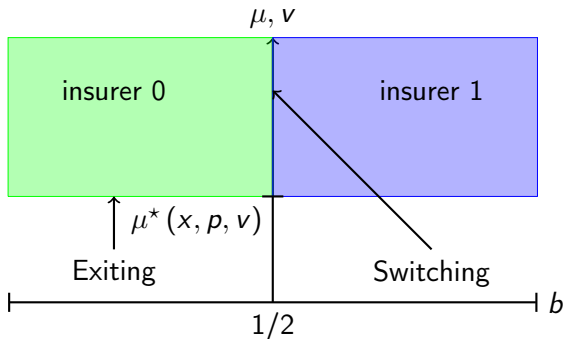 μ, v
insurer 0
insurer 1
μ⋆ (x, p, v)
Exiting
Switching
b
1/2